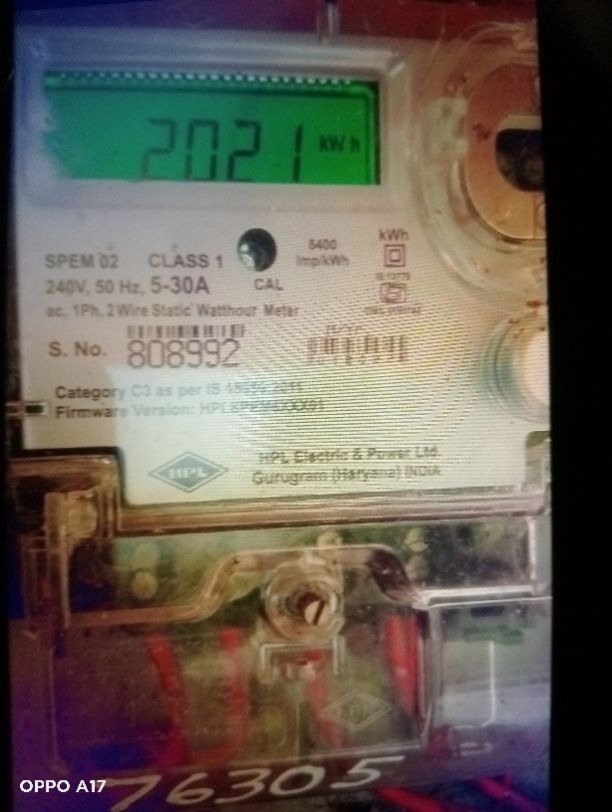 2021 kWh
SPEM 02 CLASS 1 6400 kWh
Imp/kWh
240V, 50 Hz, 5-30A CAL IS 13779
ac, 1Ph, 2 Wire Static Watthour Meter
S. No. 808992
Category C3 as per IS
Firmware Version:
HPL HPL Electric & Power Ltd.
Gurugram (Haryana) INDIA
76305
OPPO A17